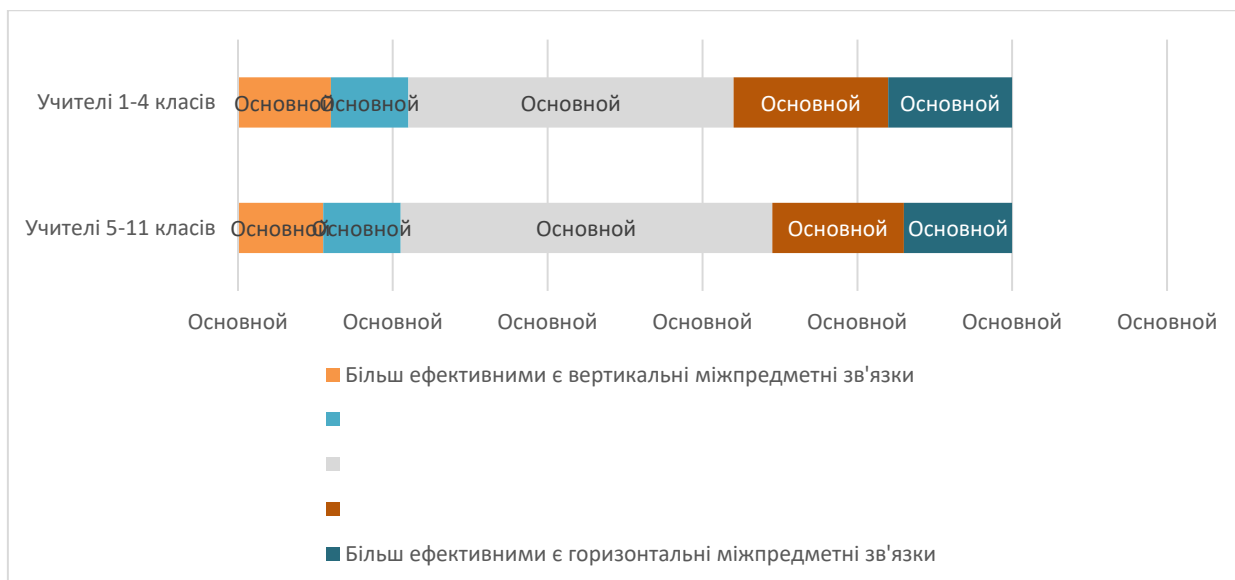 Учителі 1-4 класів
Основной Основной Основной Основной Основной
Учителі 5-11 класів
Основной Основной Основной Основной Основной
Основной Основной Основной Основной Основной Основной Основной
Більш ефективними є вертикальні міжпредметні зв'язки
Більш ефективними є горизонтальні міжпредметні зв'язки